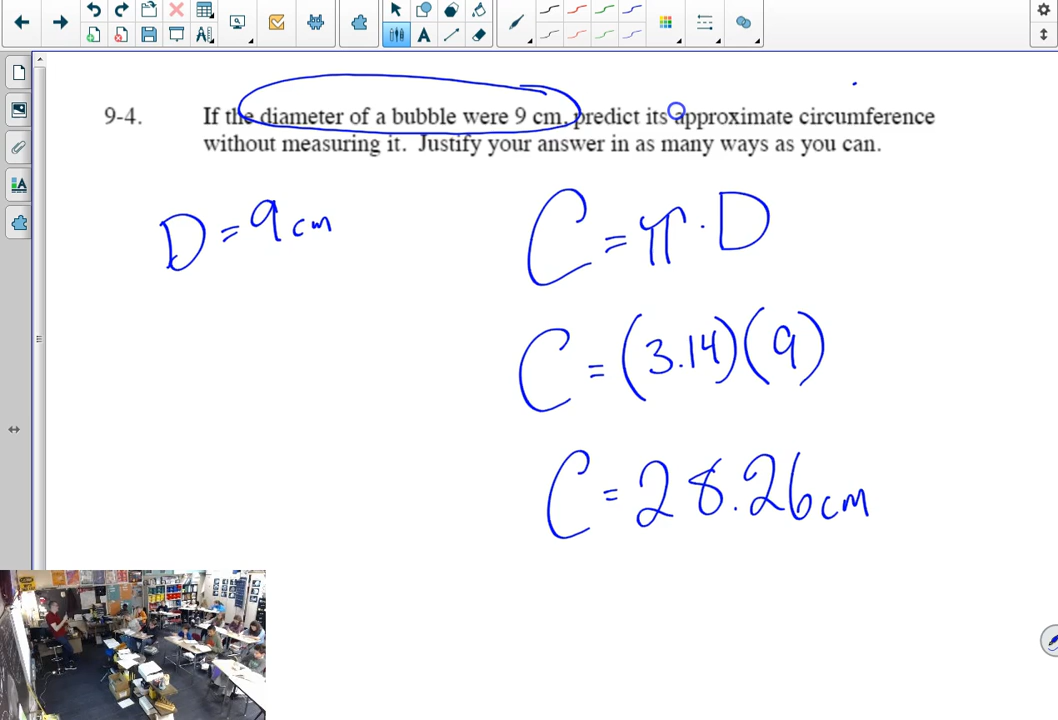 9-4. If the diameter of a bubble were 9 cm, predict its approximate circumference
without measuring it. Justify your answer in as many ways as you can.
D = 9 cm
C = π · D
C = (3.14)(9)
C = 28.26 cm